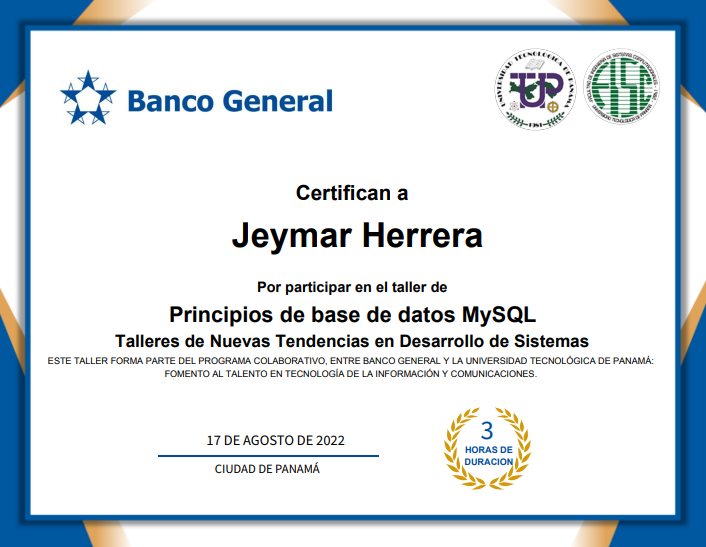 Banco General
UNIVERSIDAD TECNOLÓGICA DE PANAMÁ
UTP
1981
FISC
Certifican a
Jeymar Herrera
Por participar en el taller de
Principios de base de datos MySQL
Talleres de Nuevas Tendencias en Desarrollo de Sistemas
ESTE TALLER FORMA PARTE DEL PROGRAMA COLABORATIVO, ENTRE BANCO GENERAL Y LA UNIVERSIDAD TECNOLÓGICA DE PANAMÁ:
FOMENTO AL TALENTO EN TECNOLOGÍA DE LA INFORMACIÓN Y COMUNICACIONES.
17 DE AGOSTO DE 2022
CIUDAD DE PANAMÁ
3
HORAS DE
DURACION